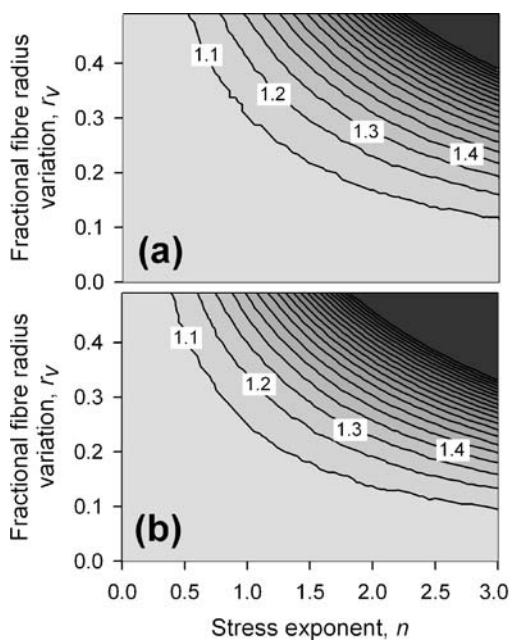 Fractional fibre radius
variation, rv
0.4
0.3
0.2
0.1
0.0
1.1
1.2
1.3
1.4
(a)
Fractional fibre radius
variation, rv
0.4
0.3
0.2
0.1
0.0
1.1
1.2
1.3
1.4
(b)
0.0 0.5 1.0 1.5 2.0 2.5 3.0
Stress exponent, n